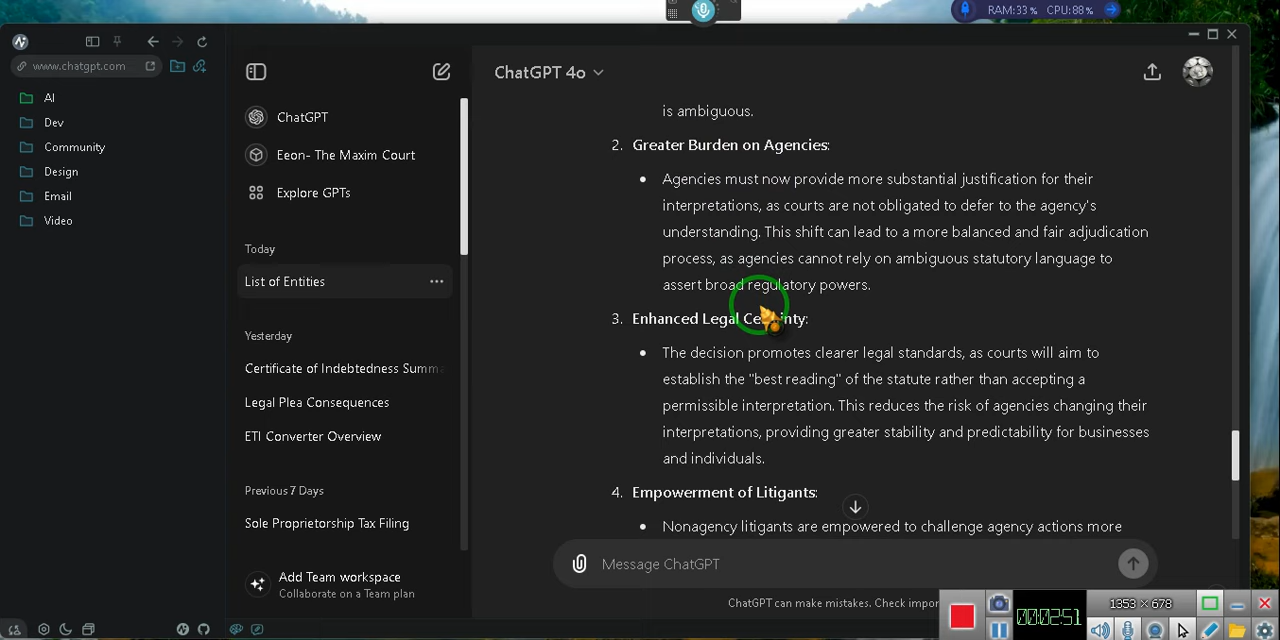 RAM:33 % CPU:88 %
www.chatgpt.com
AI
Dev
Community
Design
Email
Video
ChatGPT
Eeon- The Maxim Court
Explore GPTs
Today
List of Entities
Yesterday
Certificate of Indebtedness Summa
Legal Plea Consequences
ETI Converter Overview
Previous 7 Days
Sole Proprietorship Tax Filing
Add Team workspace
Collaborate on a Team plan
ChatGPT 4o
is ambiguous.
2. Greater Burden on Agencies:
• Agencies must now provide more substantial justification for their
interpretations, as courts are not obligated to defer to the agency's
understanding. This shift can lead to a more balanced and fair adjudication
process, as agencies cannot rely on ambiguous statutory language to
assert broad regulatory powers.
3. Enhanced Legal Certainty:
• The decision promotes clearer legal standards, as courts will aim to
establish the "best reading" of the statute rather than accepting a
permissible interpretation. This reduces the risk of agencies changing their
interpretations, providing greater stability and predictability for businesses
and individuals.
4. Empowerment of Litigants:
• Nonagency litigants are empowered to challenge agency actions more
Message ChatGPT
ChatGPT can make mistakes. Check impor
00:02:51
1353 × 678